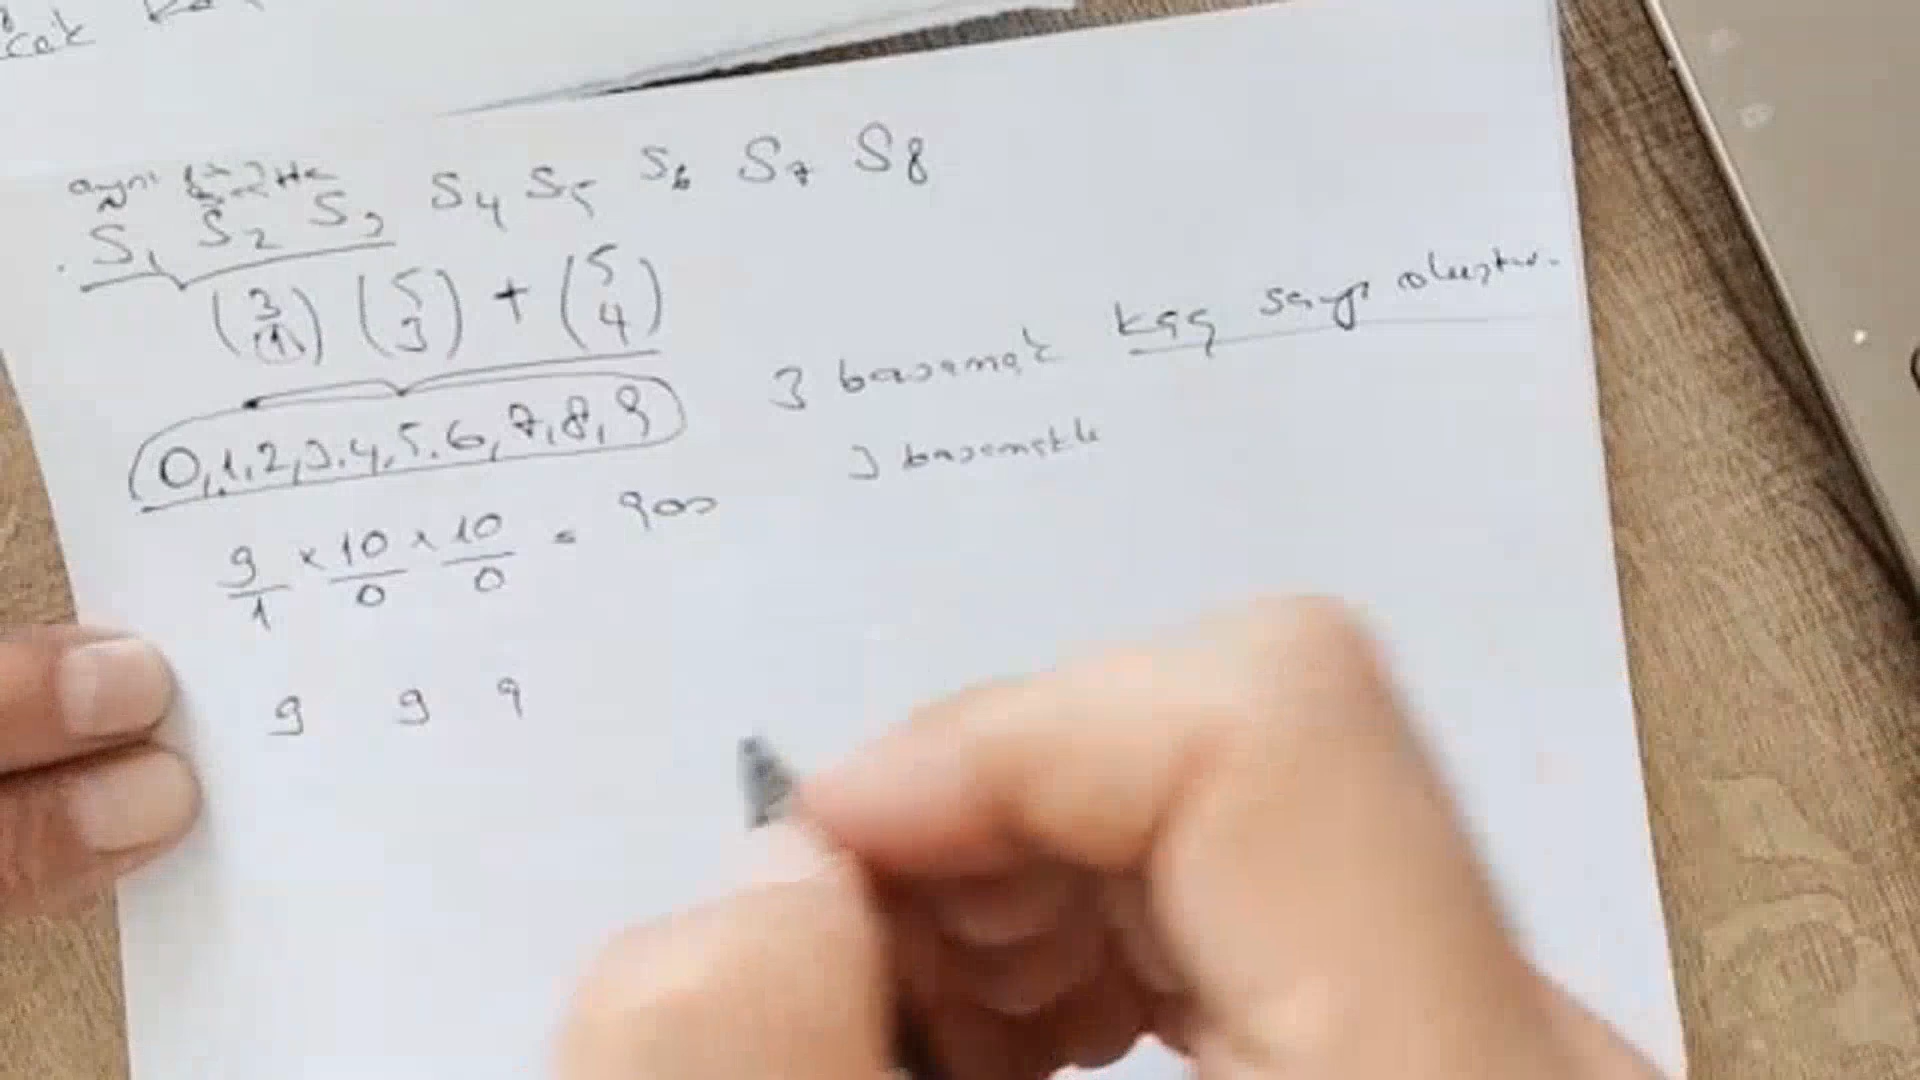 cak
aynı
S1 S2 S3 S4 S5 S6 S7 S8
(3 1) (5 3) + (5 4)
3 basamak kaç sayı oluştur.
0,1,2,3,4,5,6,7,8,9
3 basamaklı
9/1 x 10/0 x 10/0 = 900
9 9 9